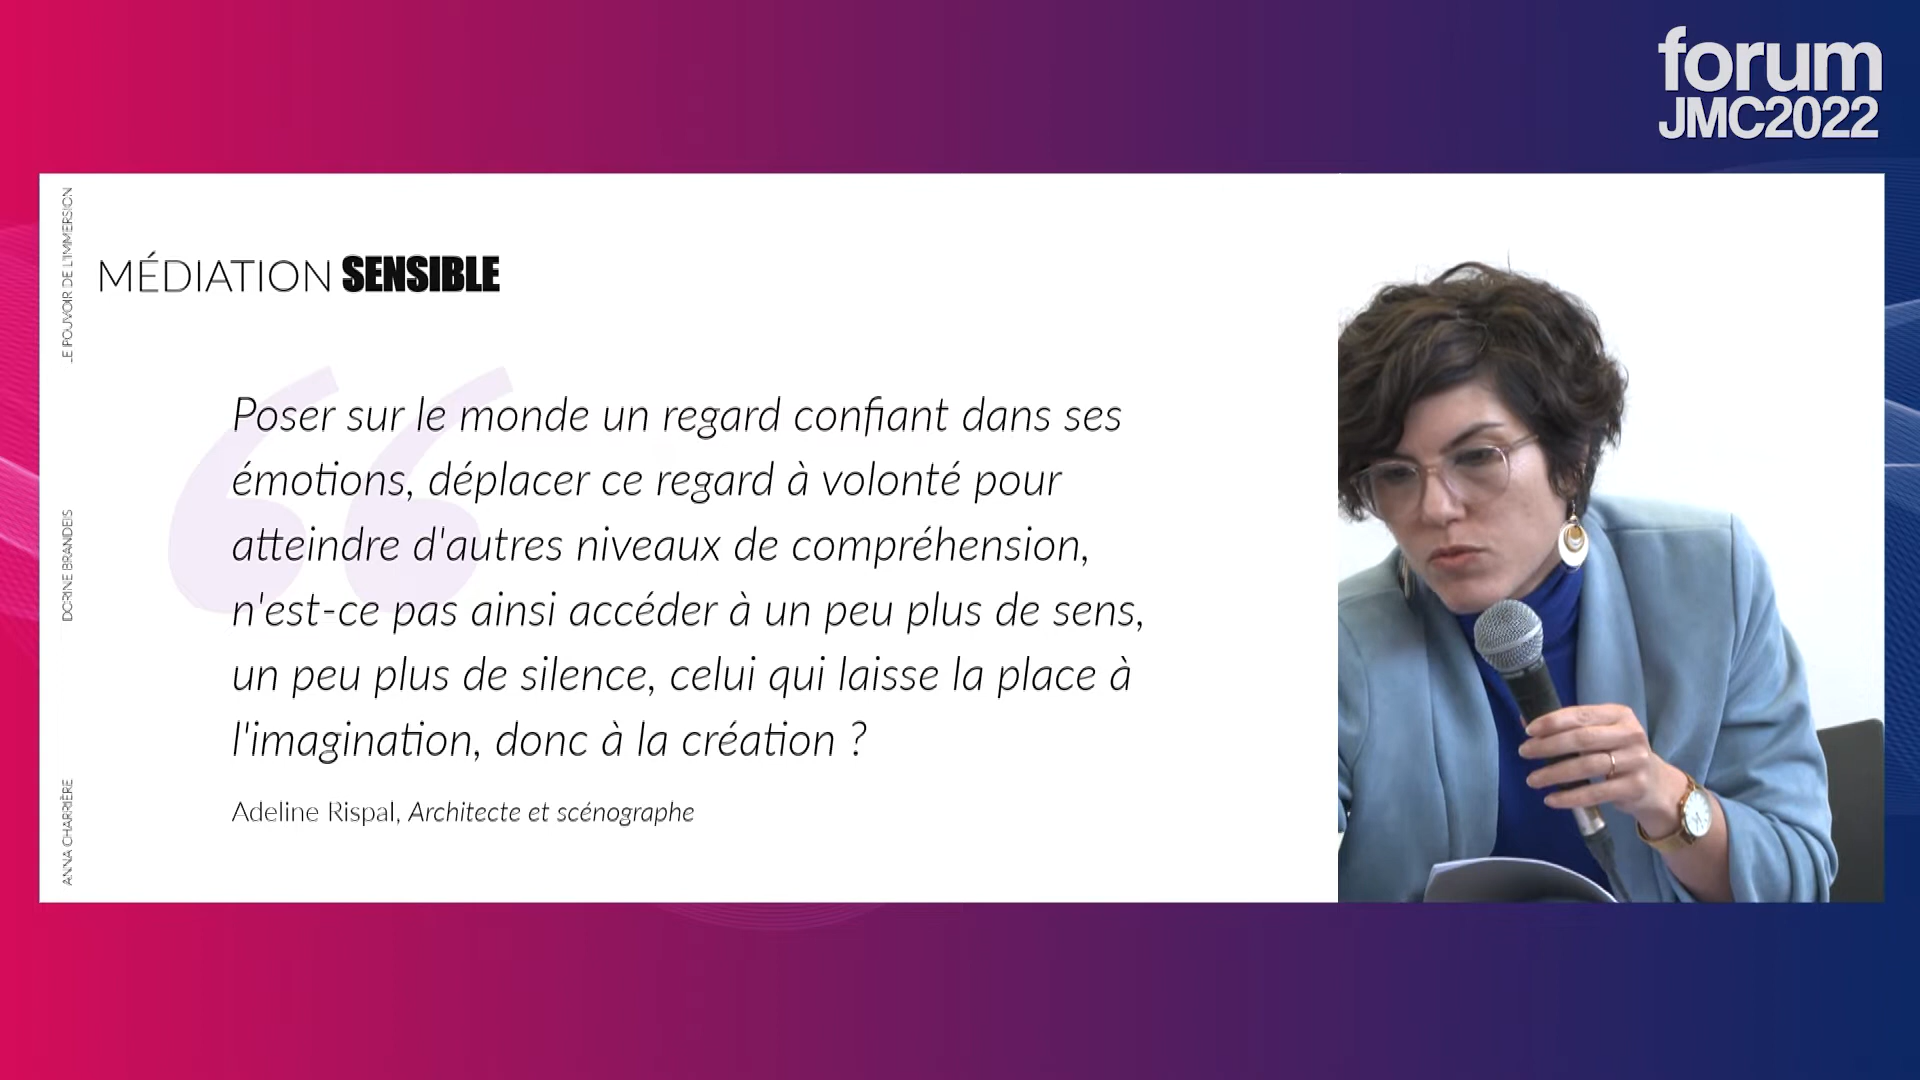 forum
JMC2022
LE POUVOIR DE L'IMMERSION
DORINE BRANDEIS
ANNA CHARRIÈRE
MÉDIATION SENSIBLE
Poser sur le monde un regard confiant dans ses
émotions, déplacer ce regard à volonté pour
atteindre d'autres niveaux de compréhension,
n'est-ce pas ainsi accéder à un peu plus de sens,
un peu plus de silence, celui qui laisse la place à
l'imagination, donc à la création ?
Adeline Rispal, Architecte et scénographe